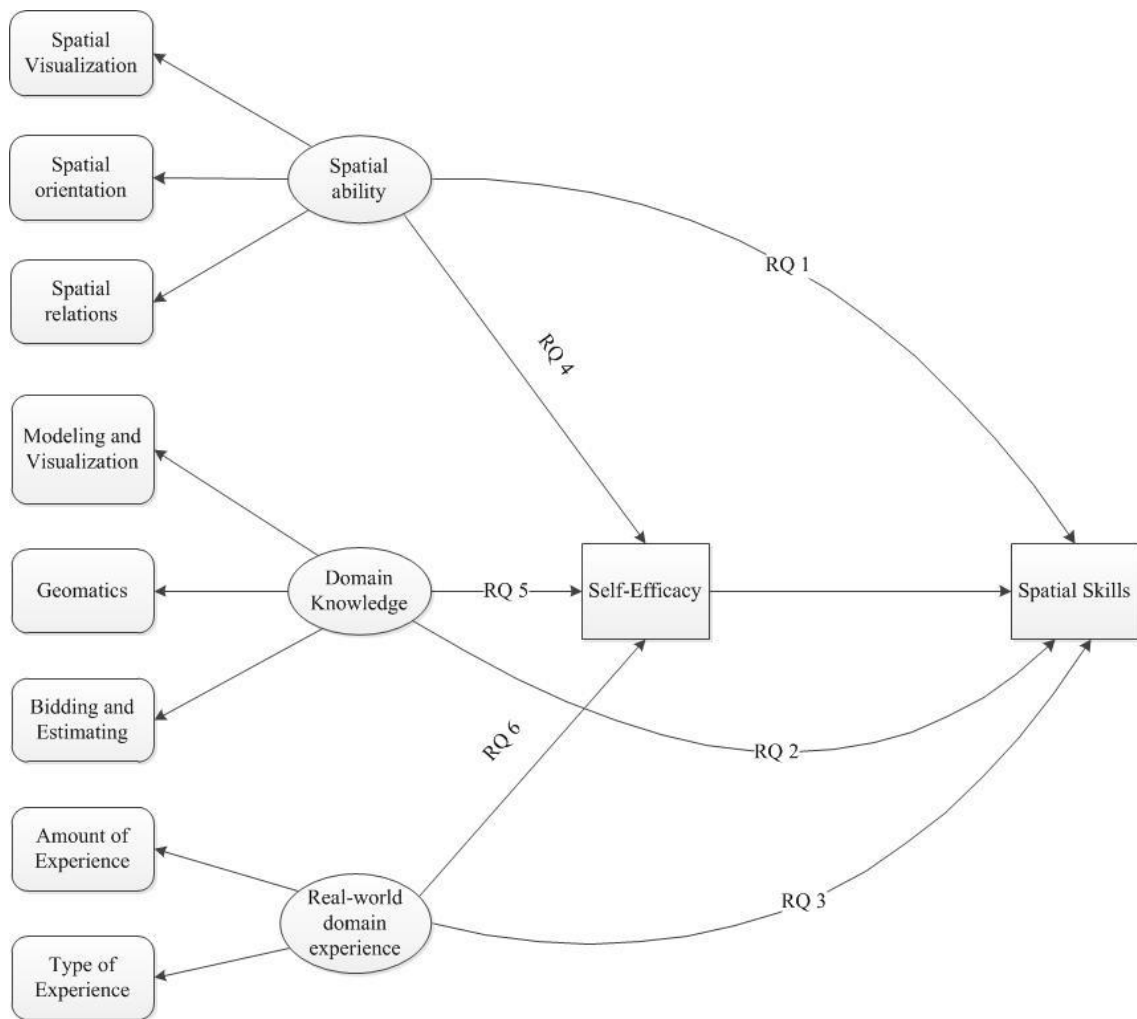 Spatial
Visualization
Spatial
orientation
Spatial
ability
Spatial
relations
RQ 1
RQ 4
Modeling and
Visualization
Geomatics
Domain
Knowledge
RQ 5
Self-Efficacy
Spatial Skills
Bidding and
Estimating
RQ 6
RQ 2
Amount of
Experience
Real-world
domain
experience
RQ 3
Type of
Experience